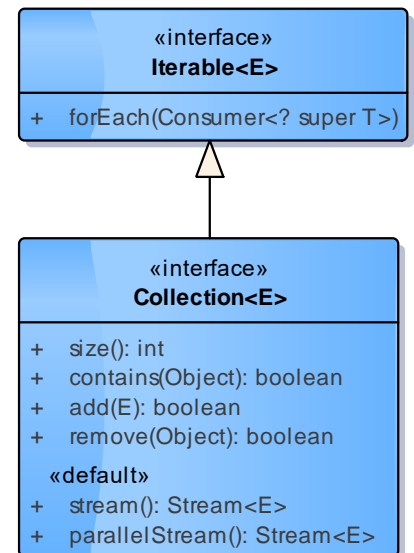 «interface»
Iterable<E>
+ forEach(Consumer<? super T>)
«interface»
Collection<E>
+ size(): int
+ contains(Object): boolean
+ add(E): boolean
+ remove(Object): boolean
«default»
+ stream(): Stream<E>
+ parallelStream(): Stream<E>